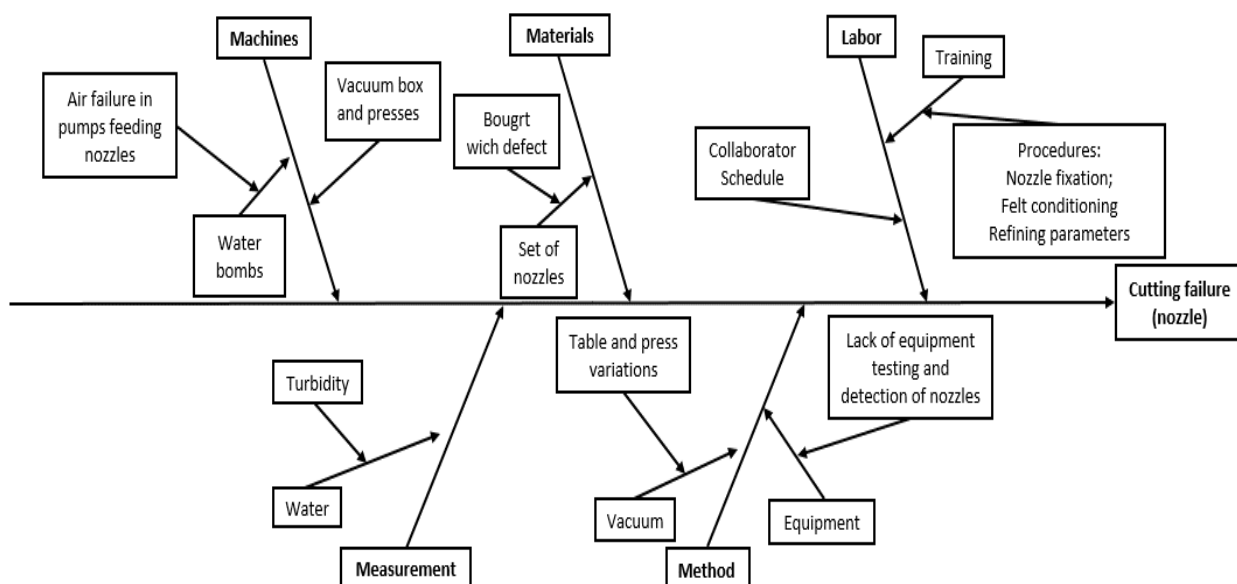 Machines
Materials
Labor
Training
Air failure in
pumps feeding
nozzles
Vacuum box
and presses
Bougrt
wich defect
Collaborator
Schedule
Procedures:
Nozzle fixation;
Felt conditioning
Refining parameters
Water
bombs
Set of
nozzles
Cutting failure
(nozzle)
Table and press
variations
Lack of equipment
testing and
detection of nozzles
Turbidity
Water
Vacuum
Equipment
Measurement
Method